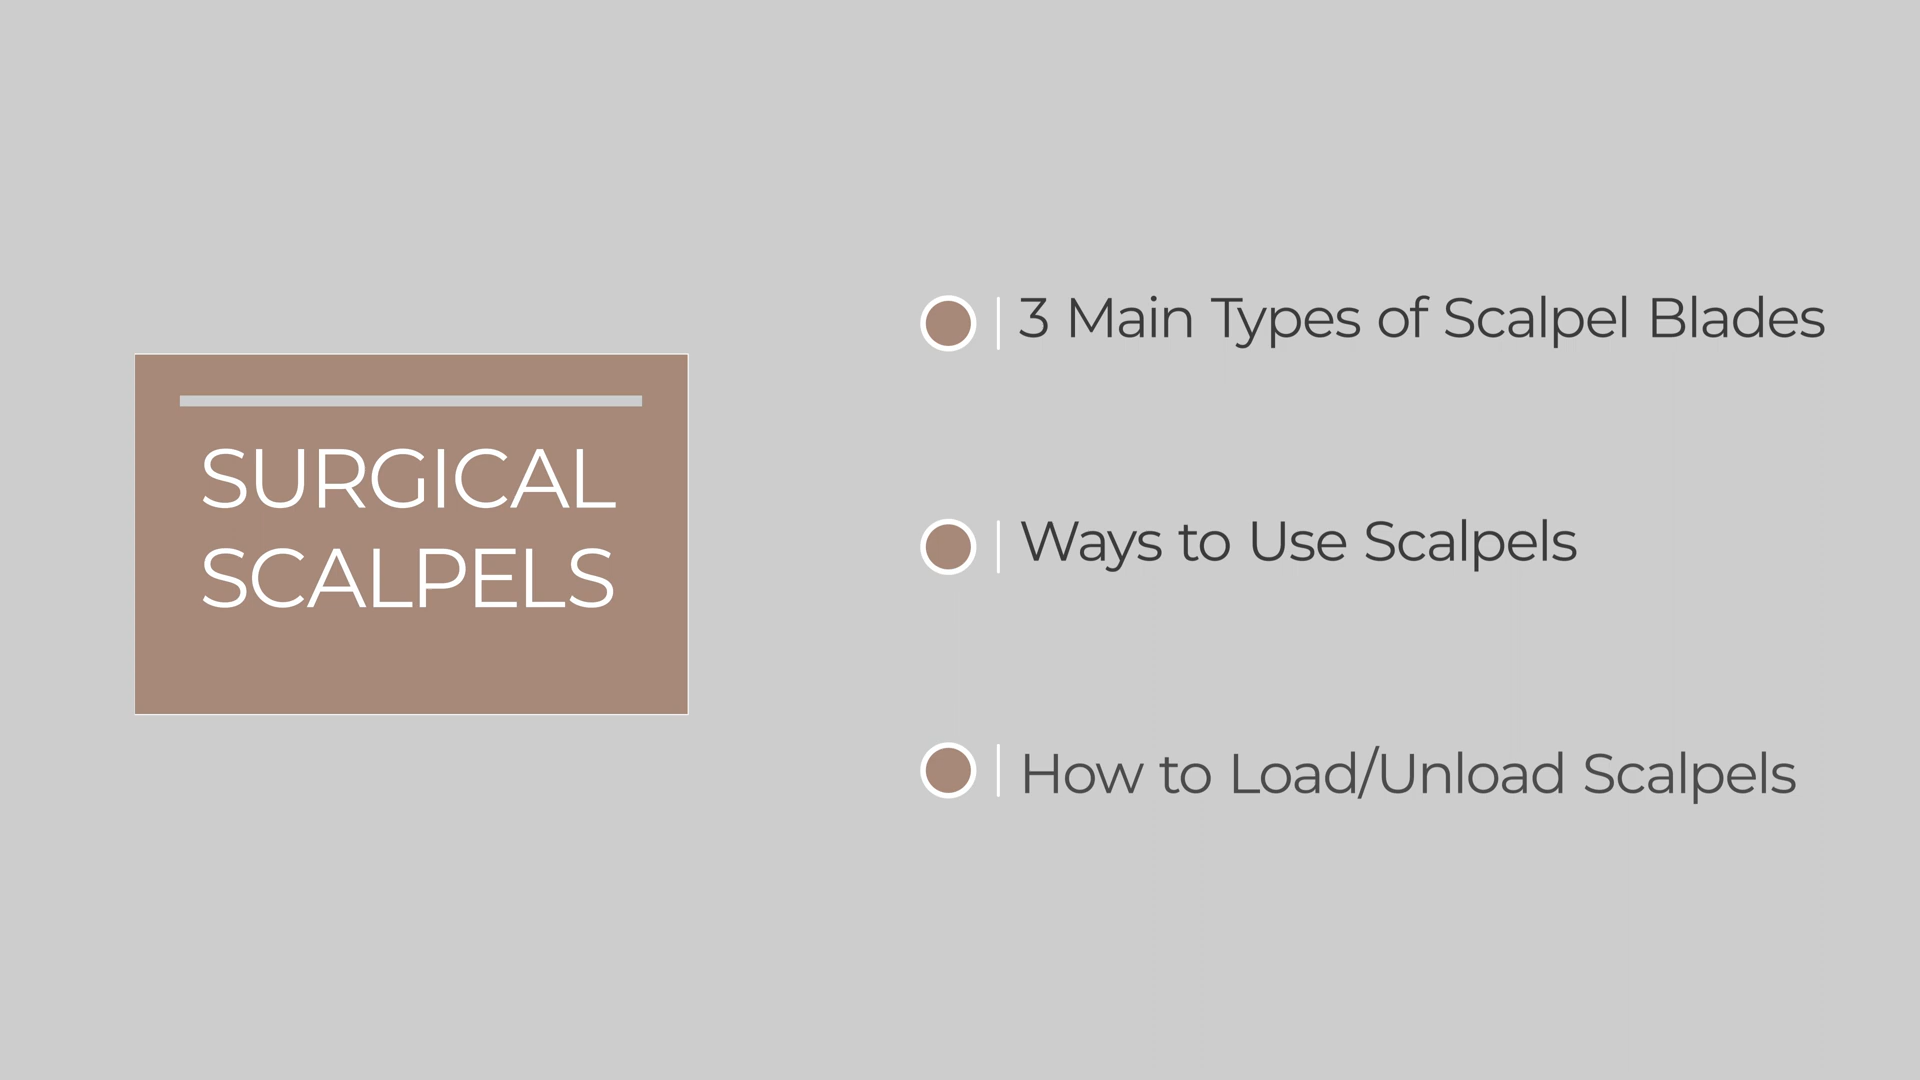 SURGICAL
SCALPELS
3 Main Types of Scalpel Blades
Ways to Use Scalpels
How to Load/Unload Scalpels